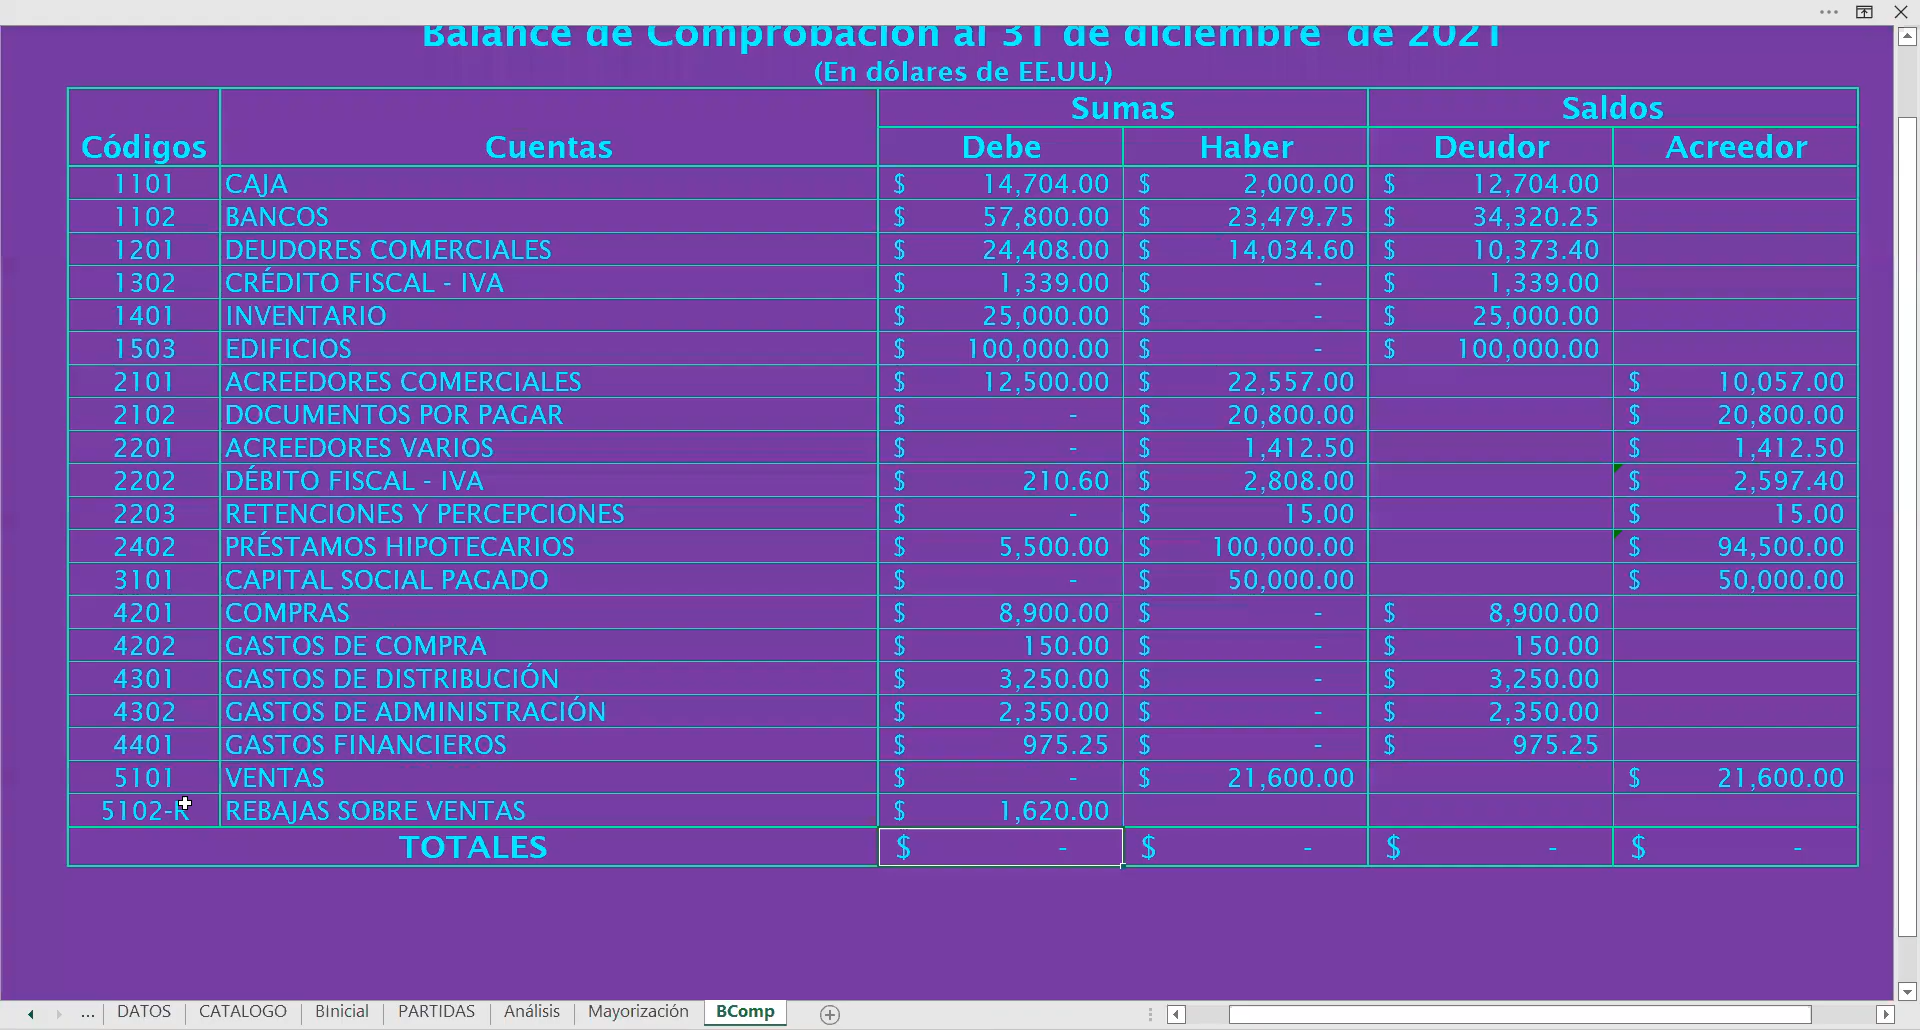 Balance de Comprobación al 31 de diciembre de 2021
(En dólares de EE.UU.)
Sumas Saldos
Códigos Cuentas Debe Haber Deudor Acreedor
1101 CAJA $ 14,704.00 $ 2,000.00 $ 12,704.00
1102 BANCOS $ 57,800.00 $ 23,479.75 $ 34,320.25
1201 DEUDORES COMERCIALES $ 24,408.00 $ 14,034.60 $ 10,373.40
1302 CRÉDITO FISCAL - IVA $ 1,339.00 $ - $ 1,339.00
1401 INVENTARIO $ 25,000.00 $ - $ 25,000.00
1503 EDIFICIOS $ 100,000.00 $ - $ 100,000.00
2101 ACREEDORES COMERCIALES $ 12,500.00 $ 22,557.00 $ 10,057.00
2102 DOCUMENTOS POR PAGAR $ - $ 20,800.00 $ 20,800.00
2201 ACREEDORES VARIOS $ - $ 1,412.50 $ 1,412.50
2202 DÉBITO FISCAL - IVA $ 210.60 $ 2,808.00 $ 2,597.40
2203 RETENCIONES Y PERCEPCIONES $ - $ 15.00 $ 15.00
2402 PRÉSTAMOS HIPOTECARIOS $ 5,500.00 $ 100,000.00 $ 94,500.00
3101 CAPITAL SOCIAL PAGADO $ - $ 50,000.00 $ 50,000.00
4201 COMPRAS $ 8,900.00 $ - $ 8,900.00
4202 GASTOS DE COMPRA $ 150.00 $ - $ 150.00
4301 GASTOS DE DISTRIBUCIÓN $ 3,250.00 $ - $ 3,250.00
4302 GASTOS DE ADMINISTRACIÓN $ 2,350.00 $ - $ 2,350.00
4401 GASTOS FINANCIEROS $ 975.25 $ - $ 975.25
5101 VENTAS $ - $ 21,600.00 $ 21,600.00
5102-R REBAJAS SOBRE VENTAS $ 1,620.00
TOTALES $ - $ - $ - $ -
... DATOS CATALOGO BInicial PARTIDAS Análisis Mayorización BComp